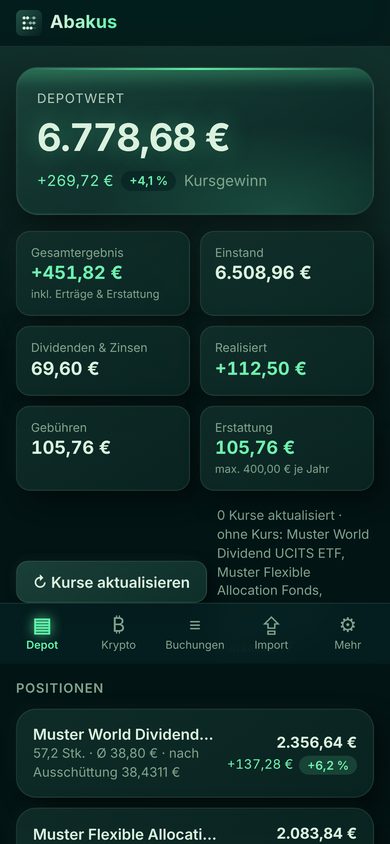 Abakus
DEPOTWERT
6.778,68 €
+269,72 € +4,1 % Kursgewinn
Gesamtergebnis
+451,82 €
inkl. Erträge & Erstattung
Einstand
6.508,96 €
Dividenden & Zinsen
69,60 €
Realisiert
+112,50 €
Gebühren
105,76 €
Erstattung
105,76 €
max. 400,00 € je Jahr
↻ Kurse aktualisieren
0 Kurse aktualisiert ·
ohne Kurs: Muster World
Dividend UCITS ETF,
Muster Flexible
Allocation Fonds,
Depot
Krypto
Buchungen
Import
Mehr
POSITIONEN
Muster World Dividend…
57,2 Stk. · Ø 38,80 € · nach
Ausschüttung 38,4311 €
2.356,64 €
+137,28 € +6,2 %
Muster Flexible Allocati…
2.083,84 €